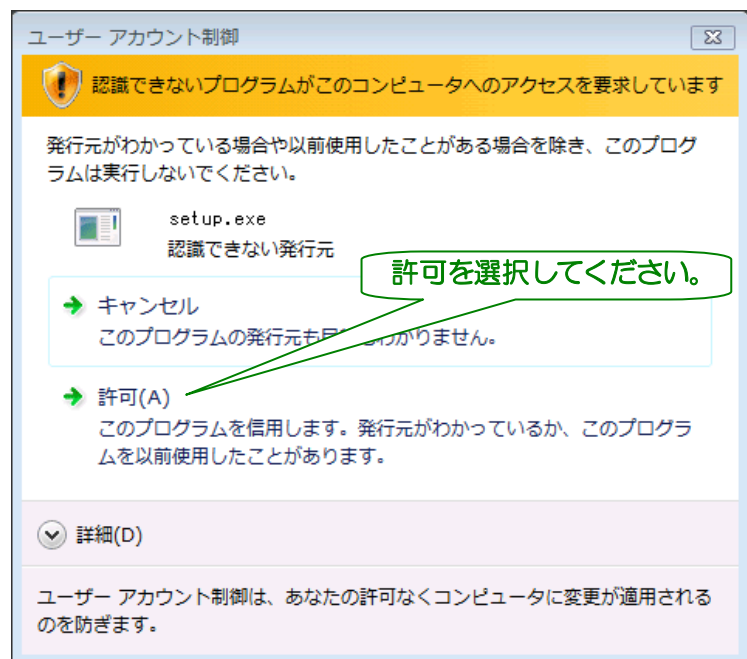 ユーザー アカウント制御
認識できないプログラムがこのコンピュータへのアクセスを要求しています
発行元がわかっている場合や以前使用したことがある場合を除き、このプログ
ラムは実行しないでください。
setup.exe
認識できない発行元
許可を選択してください。
キャンセル
このプログラムの発行元も わかりません。
許可(A)
このプログラムを信用します。発行元がわかっているか、このプログラ
ムを以前使用したことがあります。
詳細(D)
ユーザー アカウント制御は、あなたの許可なくコンピュータに変更が適用される
のを防ぎます。